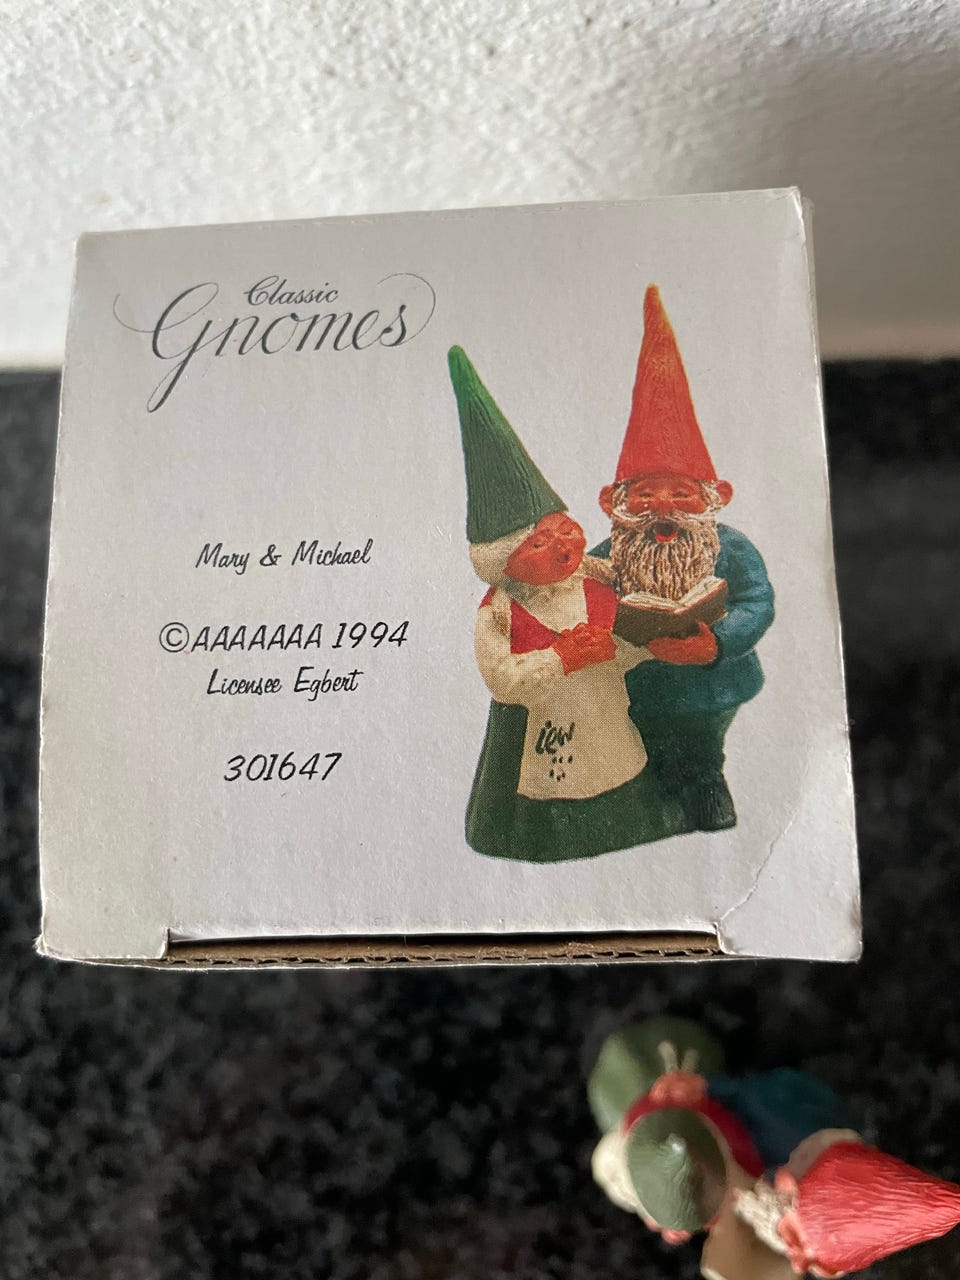 Classic
Gnomes
Mary & Michael
©AAAAAAA 1994
Licensee Egbert
301647